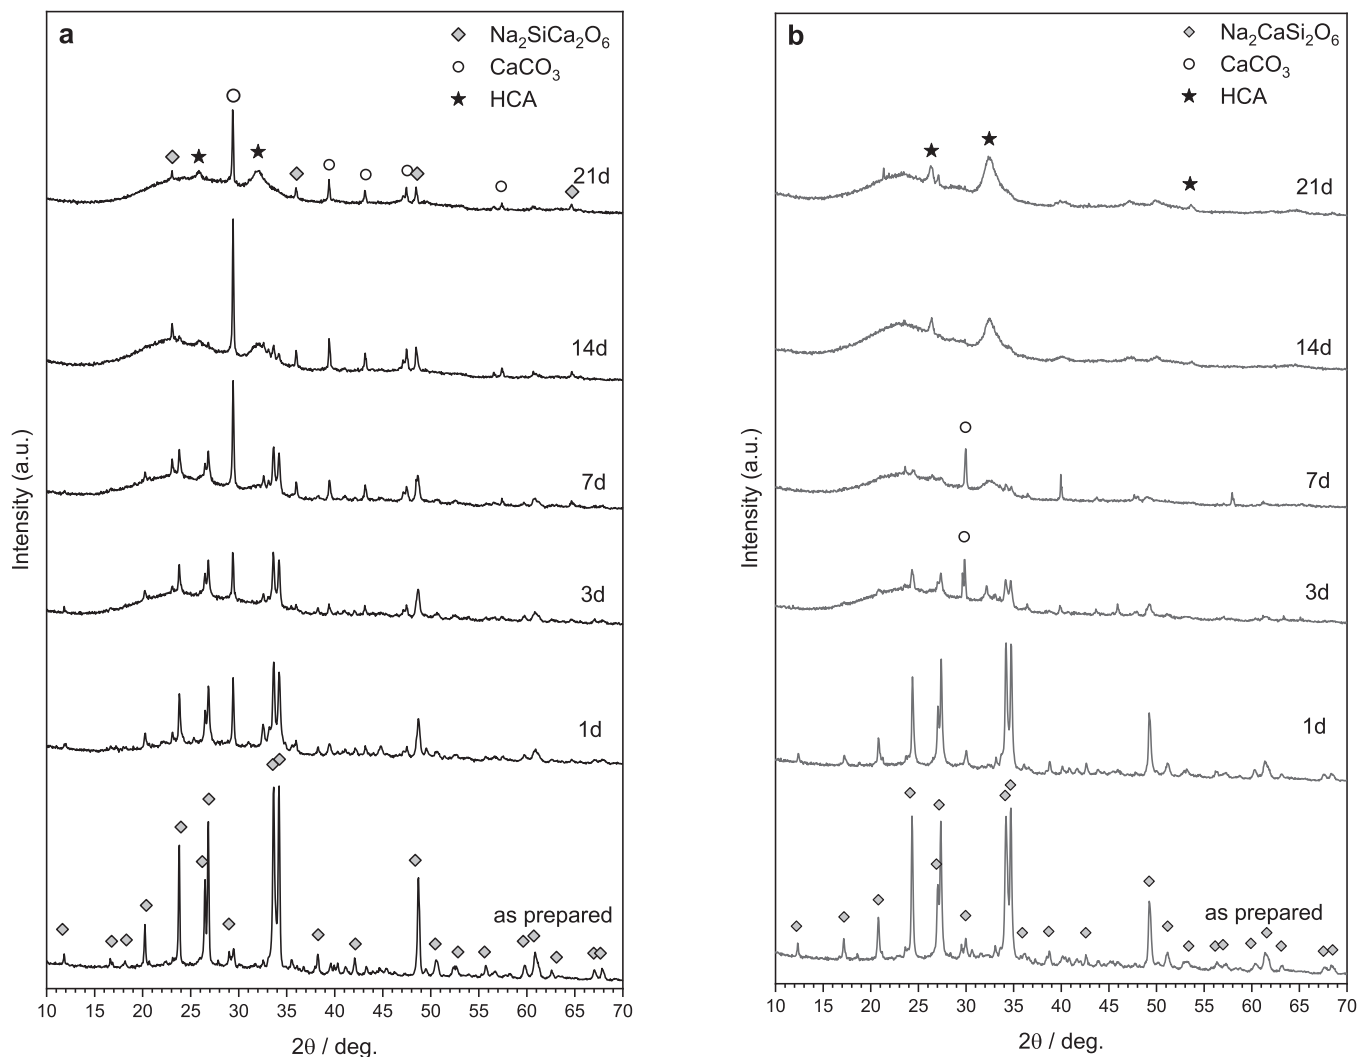 a
Na₂SiCa₂O₆
CaCO₃
HCA
21d
14d
7d
3d
1d
as prepared
Intensity (a.u.)
10 15 20 25 30 35 40 45 50 55 60 65 70
2θ / deg.
b
Na₂CaSi₂O₆
CaCO₃
HCA
21d
14d
7d
3d
1d
as prepared
Intensity (a.u.)
10 15 20 25 30 35 40 45 50 55 60 65 70
2θ / deg.